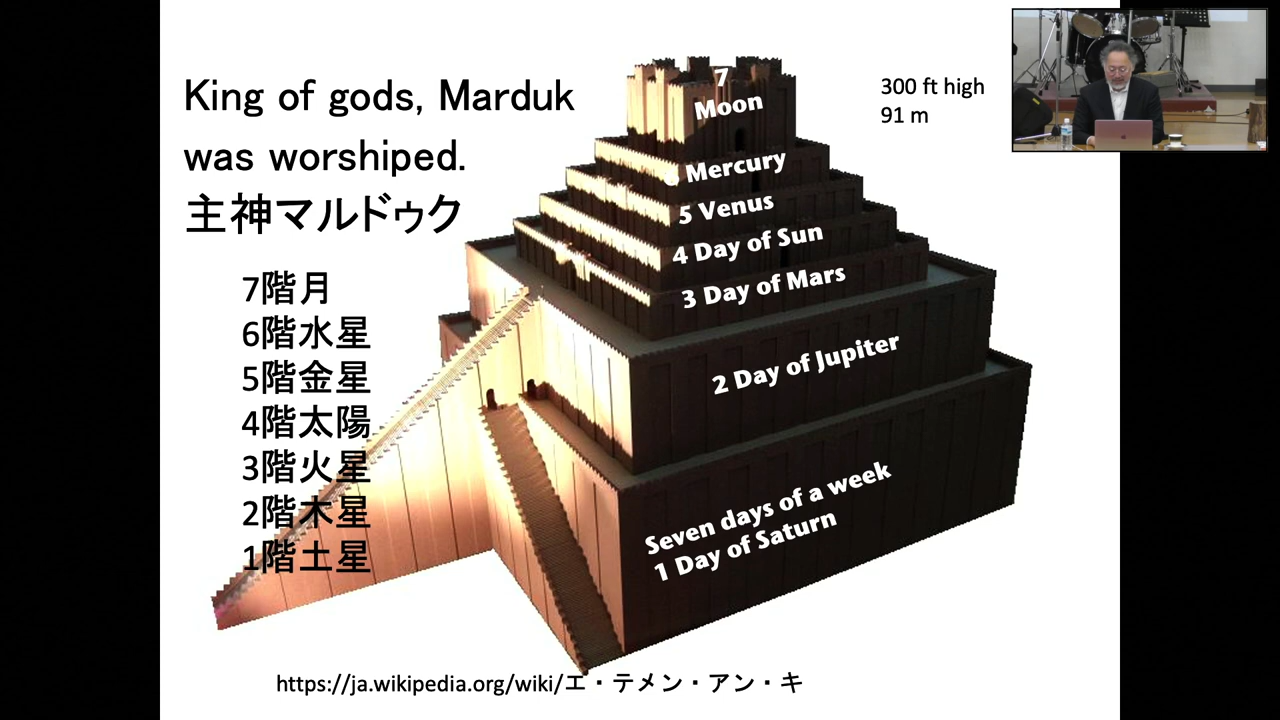 King of gods, Marduk
was worshiped.
主神マルドゥク
7階月
6階水星
5階金星
4階太陽
3階火星
2階木星
1階土星
300 ft high
91 m
7
Moon
6 Mercury
5 Venus
4 Day of Sun
3 Day of Mars
2 Day of Jupiter
Seven days of a week
1 Day of Saturn
https://ja.wikipedia.org/wiki/エ・テメン・アン・キ